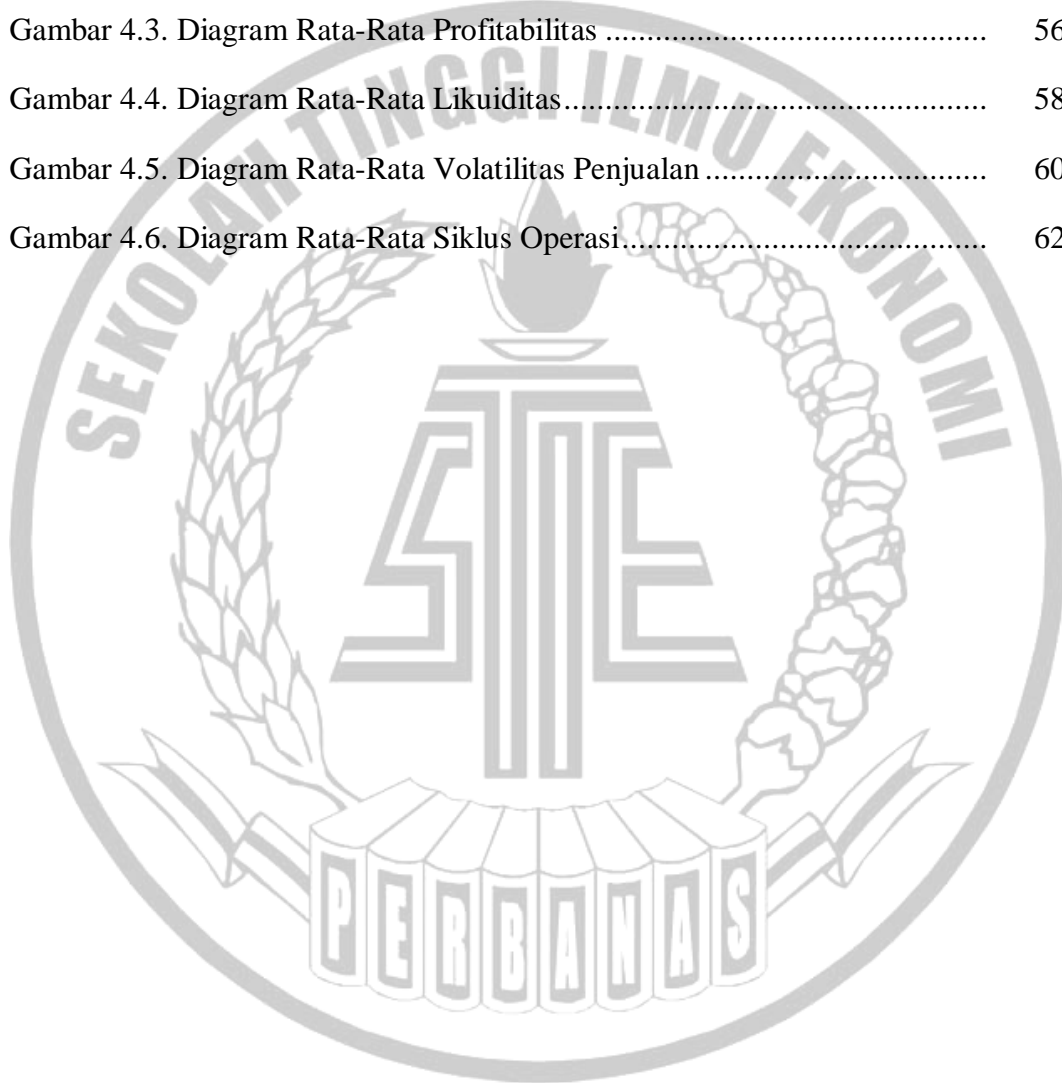 Gambar 4.3. Diagram Rata-Rata Profitabilitas ........................................... 56
Gambar 4.4. Diagram Rata-Rata Likuiditas ................................................ 58
Gambar 4.5. Diagram Rata-Rata Volatilitas Penjualan ................................ 60
Gambar 4.6. Diagram Rata-Rata Siklus Operasi ......................................... 62
SEKOLAH TINGGI ILMU EKONOMI
STIE
PERBANAS